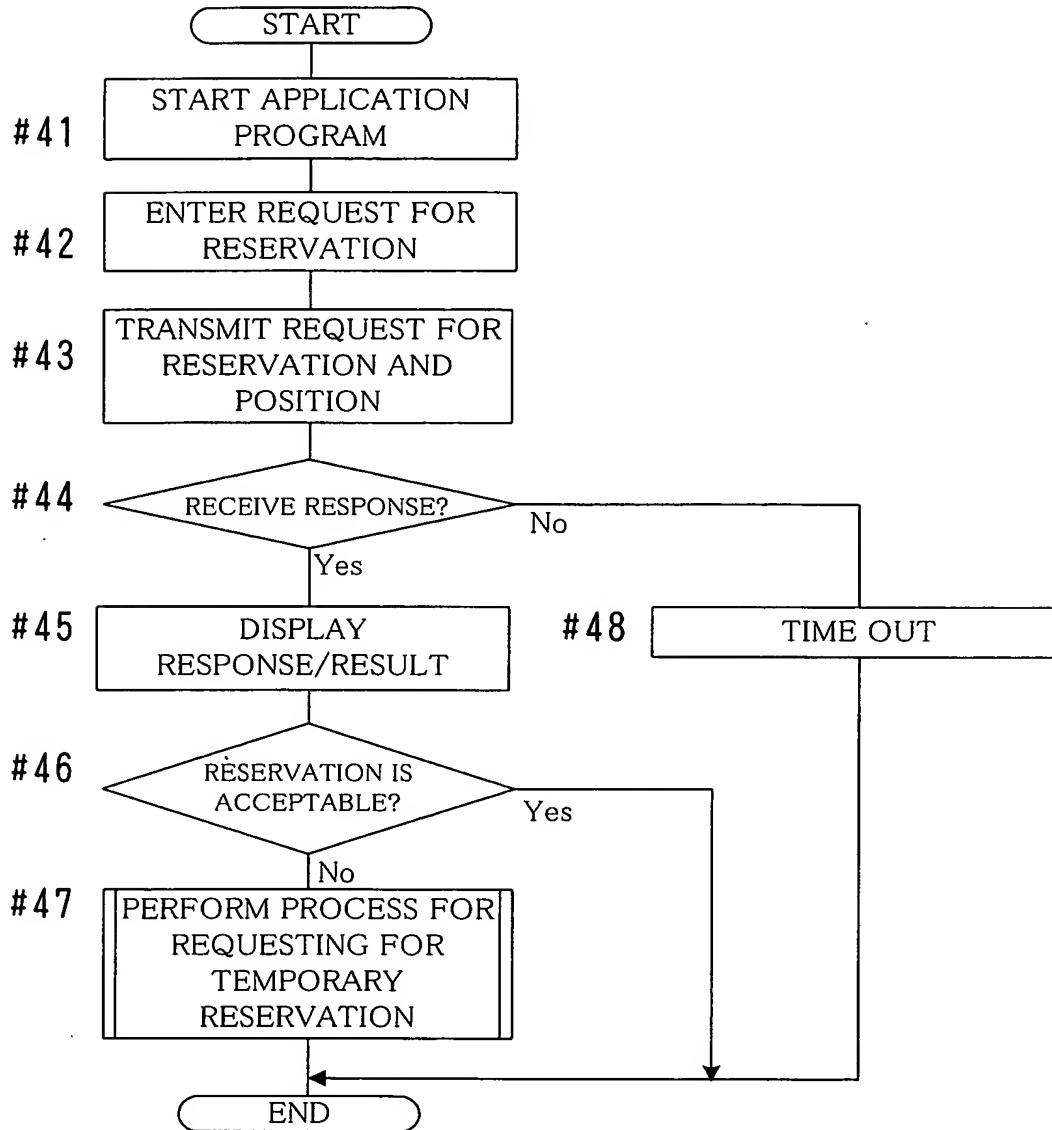 START
#41
START APPLICATION
PROGRAM
#42
ENTER REQUEST FOR
RESERVATION
#43
TRANSMIT REQUEST FOR
RESERVATION AND
POSITION
#44
RECEIVE RESPONSE?
No
Yes
#45
DISPLAY
RESPONSE/RESULT
#48
TIME OUT
#46
RESERVATION IS
ACCEPTABLE?
Yes
No
#47
PERFORM PROCESS FOR
REQUESTING FOR
TEMPORARY
RESERVATION
END